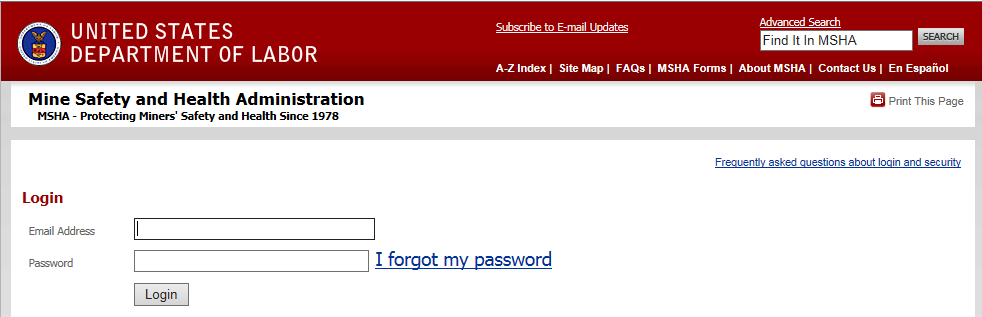 UNITED STATES
DEPARTMENT OF LABOR
Subscribe to E-mail Updates
Advanced Search
Find It In MSHA
SEARCH
A-Z Index | Site Map | FAQs | MSHA Forms | About MSHA | Contact Us | En Español
Mine Safety and Health Administration
MSHA - Protecting Miners' Safety and Health Since 1978
Print This Page
Frequently asked questions about login and security
Login
Email Address
Password
I forgot my password
Login